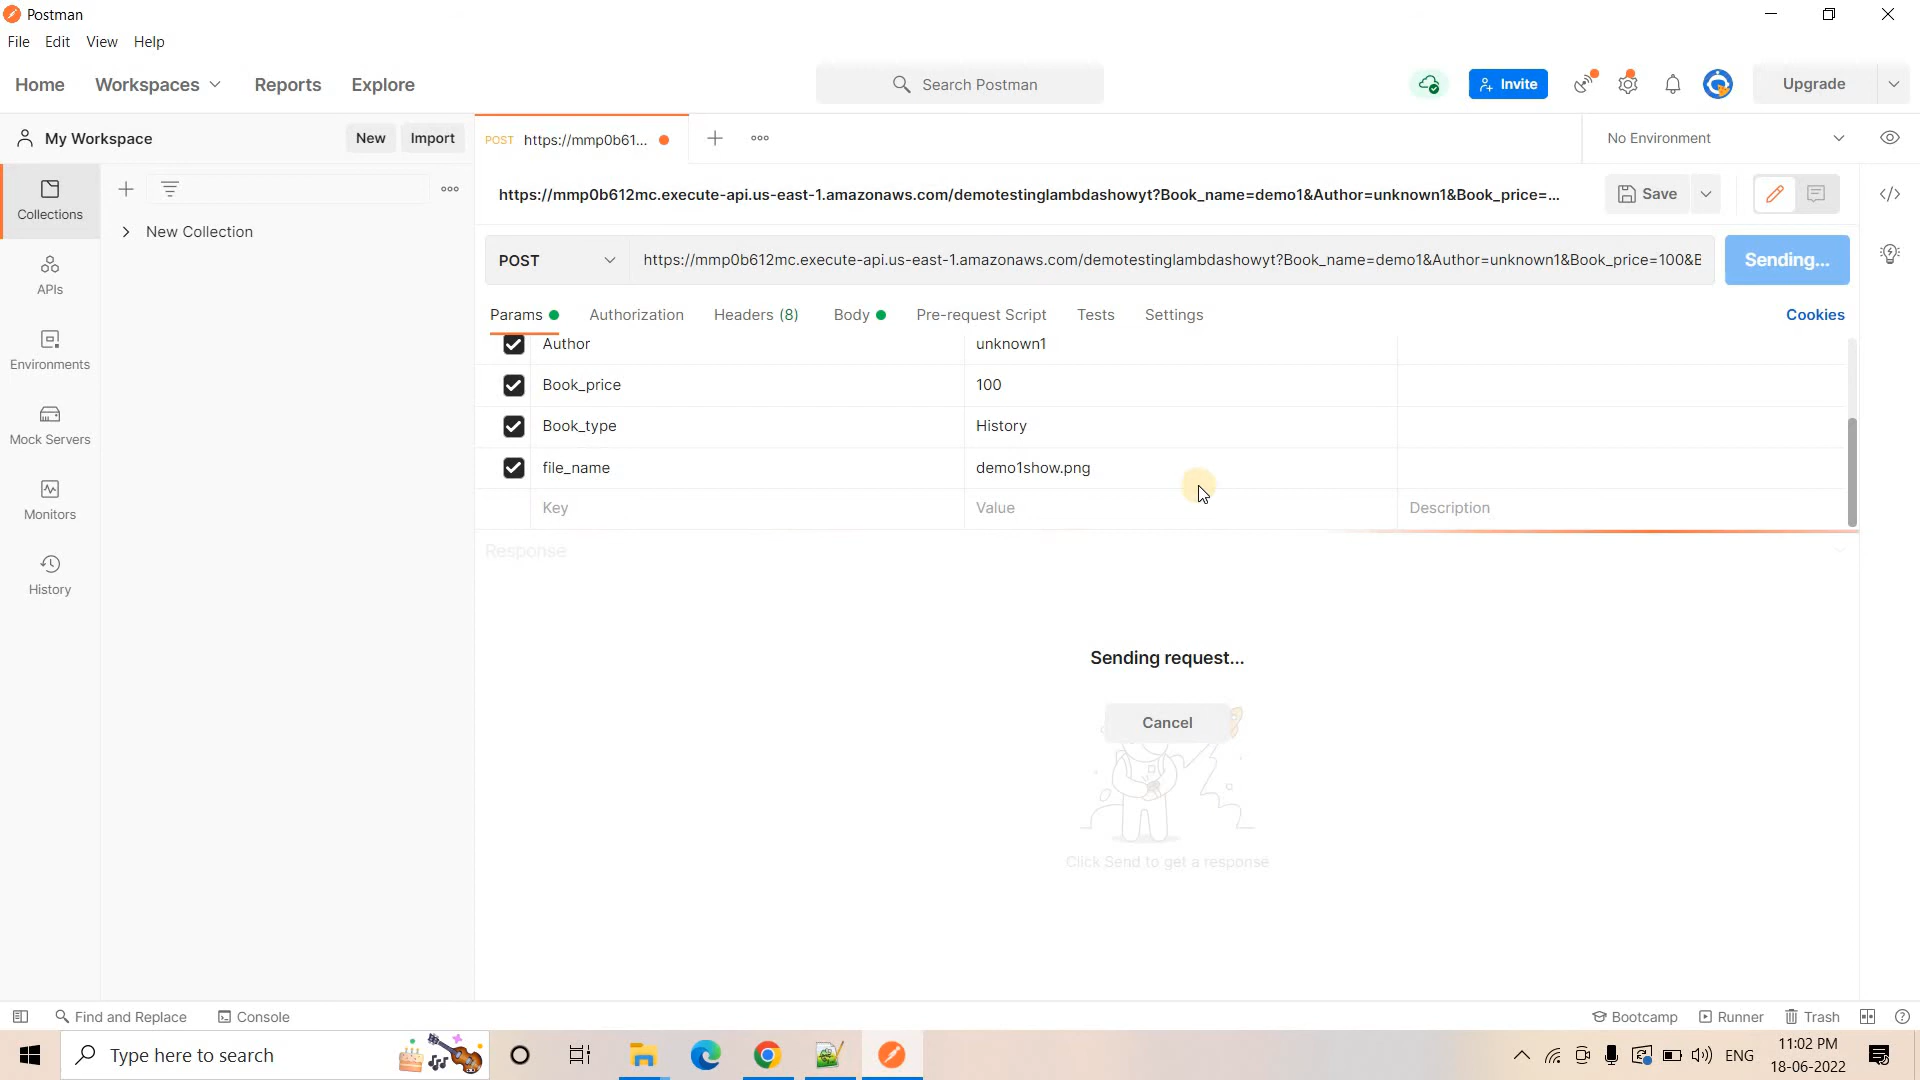 Postman
File Edit View Help
Home Workspaces Reports Explore
Search Postman
Invite
Upgrade
My Workspace
New Import
POST https://mmp0b61...
No Environment
Collections
New Collection
https://mmp0b612mc.execute-api.us-east-1.amazonaws.com/demotestinglambdashowyt?Book_name=demo1&Author=unknown1&Book_price=...
Save
POST
https://mmp0b612mc.execute-api.us-east-1.amazonaws.com/demotestinglambdashowyt?Book_name=demo1&Author=unknown1&Book_price=100&E
Sending...
APIs
Params Authorization Headers (8) Body Pre-request Script Tests Settings
Cookies
Environments
Author unknown1
Book_price 100
Book_type History
file_name demo1show.png
Key Value Description
Mock Servers
Monitors
History
Response
Sending request...
Cancel
Click Send to get a response
Find and Replace Console
Bootcamp Runner Trash
Type here to search
ENG
11:02 PM
18-06-2022